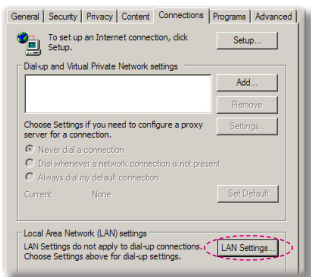 General Security Privacy Content Connections Programs Advanced
To set up an Internet connection, click
Setup.
Setup...
Dial-up and Virtual Private Network settings
Add...
Remove
Choose Settings if you need to configure a proxy
server for a connection.
Settings...
Never dial a connection
Dial whenever a network connection is not present
Always dial my default connection
Current: None
Set Default
Local Area Network (LAN) settings
LAN Settings do not apply to dial-up connections.
Choose Settings above for dial-up settings.
LAN Settings...